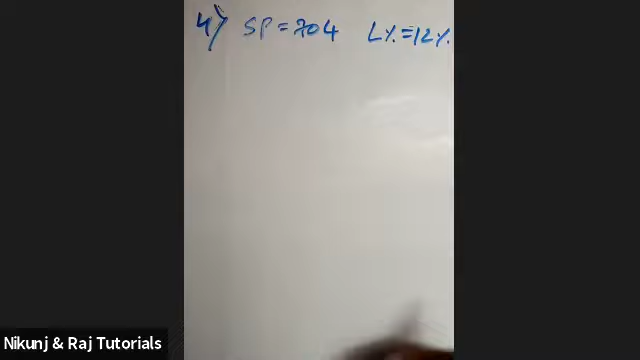 4) SP = 704 L% = 12%.
Nikunj & Raj Tutorials